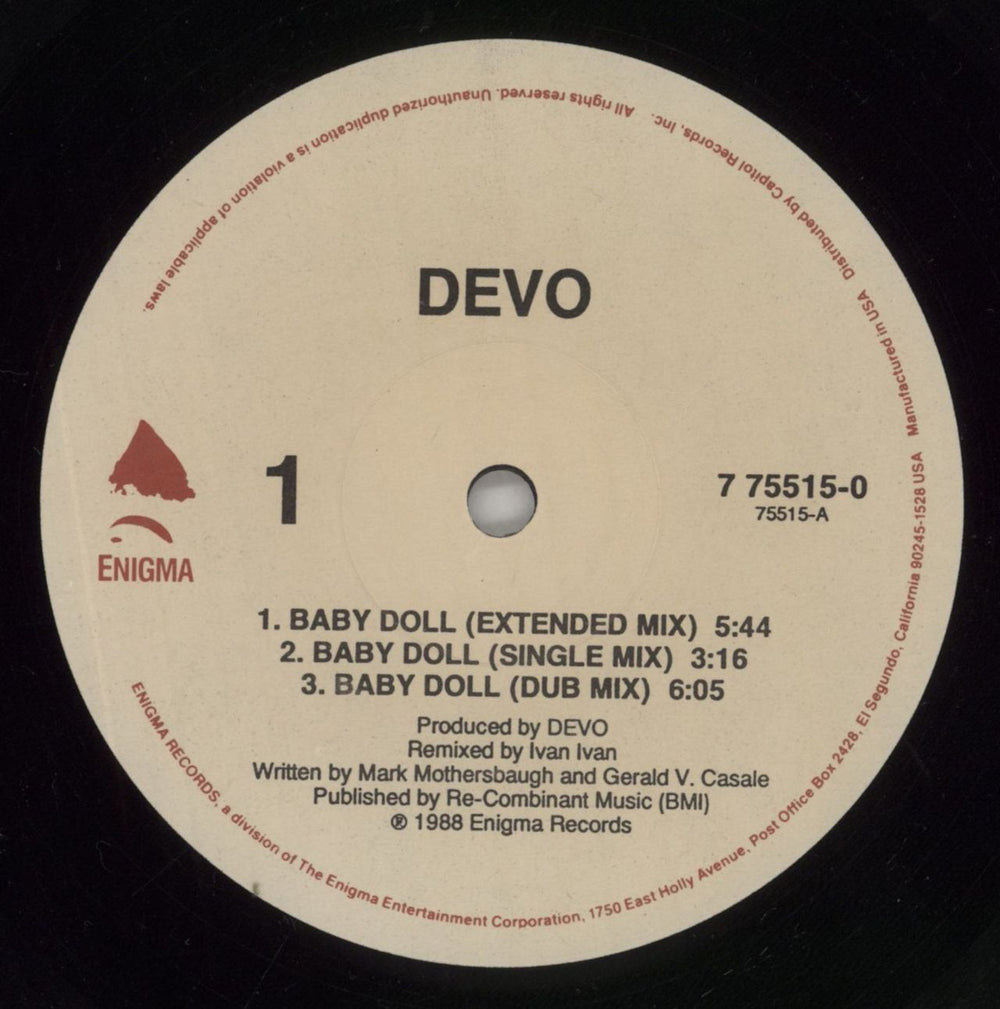 DEVO
1
7 75515-0
75515-A
ENIGMA
1. BABY DOLL (EXTENDED MIX) 5:44
2. BABY DOLL (SINGLE MIX) 3:16
3. BABY DOLL (DUB MIX) 6:05
Produced by DEVO
Remixed by Ivan Ivan
Written by Mark Mothersbaugh and Gerald V. Casale
Published by Re-Combinant Music (BMI)
℗ 1988 Enigma Records
ENIGMA RECORDS, a division of The Enigma Entertainment Corporation, 1750 East Holly Avenue, Post Office Box 2428, El Segundo, California 90245-1528 USA Manufactured in USA Distributed by Capitol Records, Inc. All rights reserved. Unauthorized duplication is a violation of applicable laws.